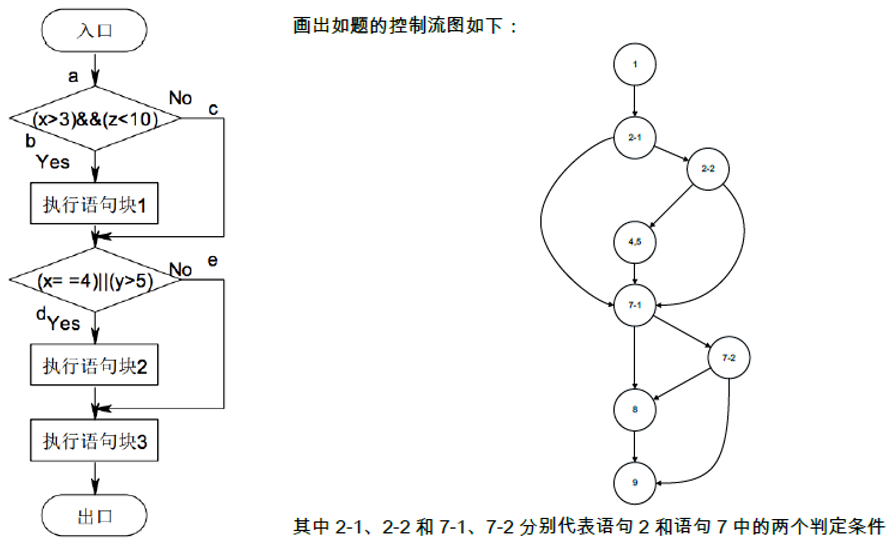 入口
a
(x>3)&&(z<10)
No
c
b
Yes
执行语句块1
(x= =4)||(y>5)
No
e
d
Yes
执行语句块2
执行语句块3
出口
画出如题的控制流图如下：
1
2-1
2-2
4,5
7-1
7-2
8
9
其中 2-1、2-2 和 7-1、7-2 分别代表语句 2 和语句 7 中的两个判定条件